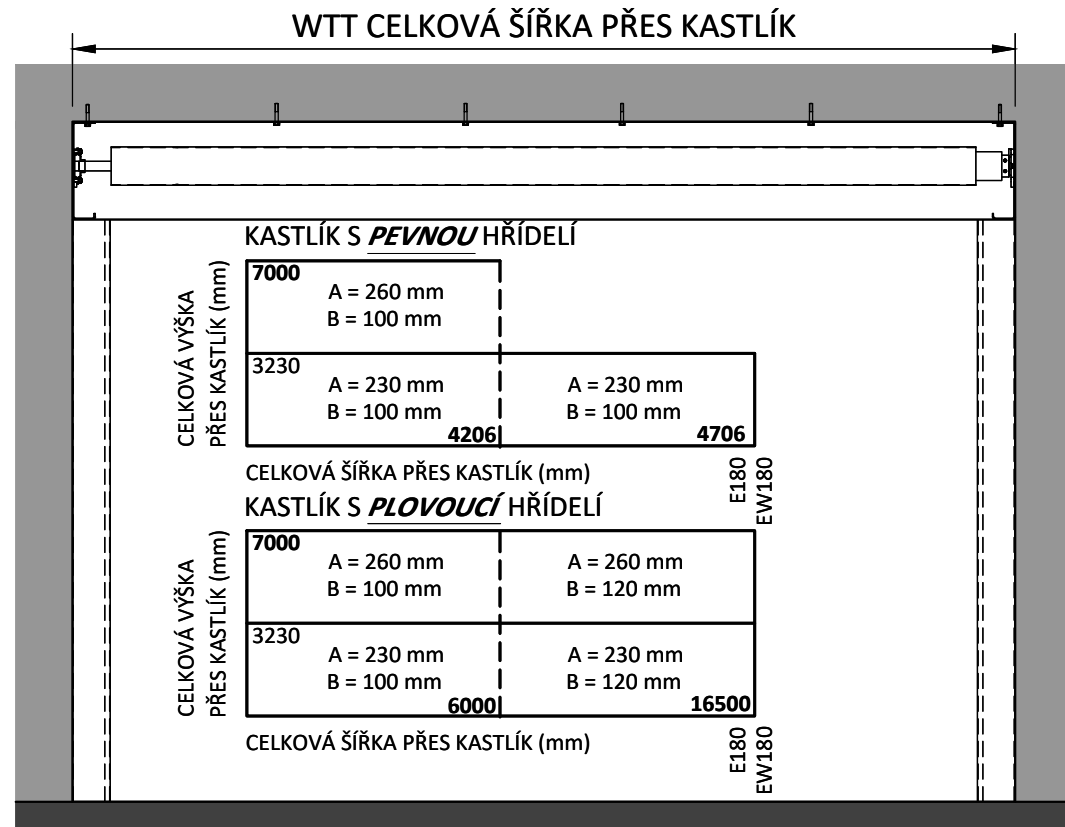 WTT CELKOVÁ ŠÍŘKA PŘES KASTLÍK
KASTLÍK S PEVNOU HŘÍDELÍ
CELKOVÁ VÝŠKA
PŘES KASTLÍK (mm)
7000
A = 260 mm
B = 100 mm
3230
A = 230 mm
B = 100 mm
4206
A = 230 mm
B = 100 mm
4706
CELKOVÁ ŠÍŘKA PŘES KASTLÍK (mm)
E180
EW180
KASTLÍK S PLOVOUCÍ HŘÍDELÍ
CELKOVÁ VÝŠKA
PŘES KASTLÍK (mm)
7000
A = 260 mm
B = 100 mm
A = 260 mm
B = 120 mm
3230
A = 230 mm
B = 100 mm
6000
A = 230 mm
B = 120 mm
16500
CELKOVÁ ŠÍŘKA PŘES KASTLÍK (mm)
E180
EW180